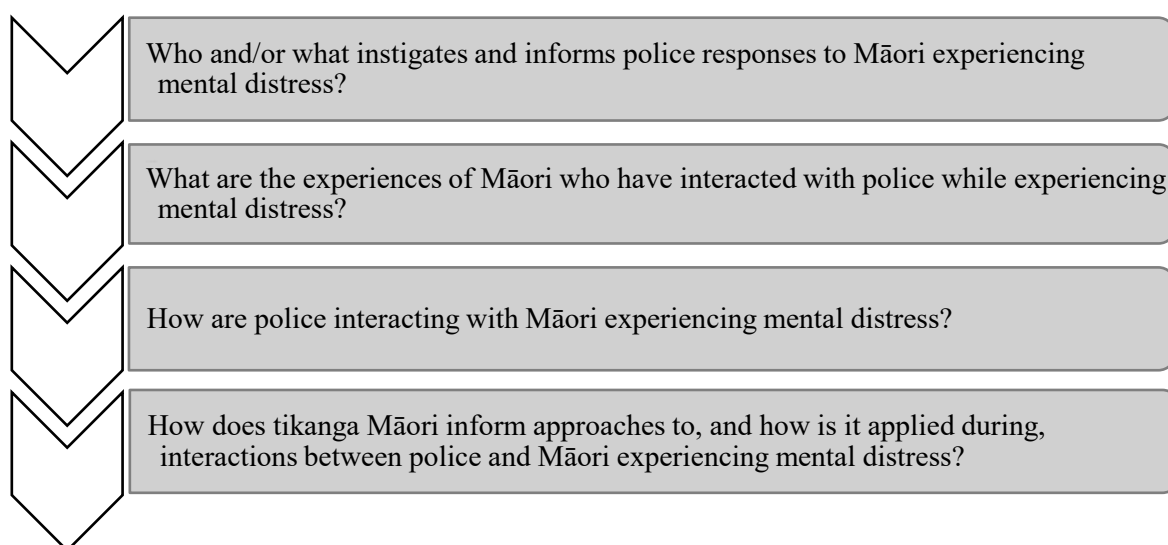 Who and/or what instigates and informs police responses to Māori experiencing
mental distress?
What are the experiences of Māori who have interacted with police while experiencing
mental distress?
How are police interacting with Māori experiencing mental distress?
How does tikanga Māori inform approaches to, and how is it applied during,
interactions between police and Māori experiencing mental distress?